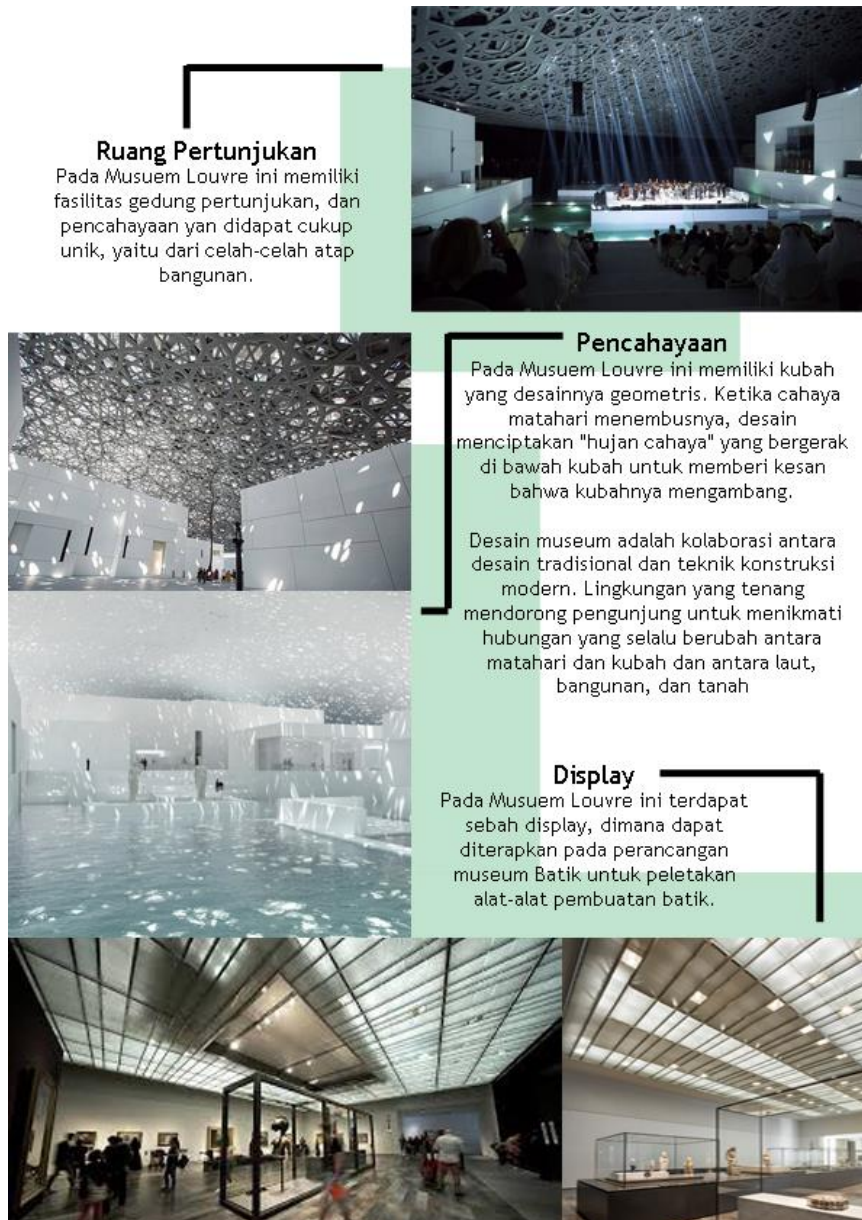 Ruang Pertunjukan
Pada Musuem Louvre ini memiliki
fasilitas gedung pertunjukan, dan
pencahayaan yan didapat cukup
unik, yaitu dari celah-celah atap
bangunan.
Pencahayaan
Pada Musuem Louvre ini memiliki kubah
yang desainnya geometris. Ketika cahaya
matahari menembusnya, desain
menciptakan "hujan cahaya" yang bergerak
di bawah kubah untuk memberi kesan
bahwa kubahnya mengambang.
Desain museum adalah kolaborasi antara
desain tradisional dan teknik konstruksi
modern. Lingkungan yang tenang
mendorong pengunjung untuk menikmati
hubungan yang selalu berubah antara
matahari dan kubah dan antara laut,
bangunan, dan tanah
Display
Pada Musuem Louvre ini terdapat
sebah display, dimana dapat
diterapkan pada perancangan
museum Batik untuk peletakan
alat-alat pembuatan batik.